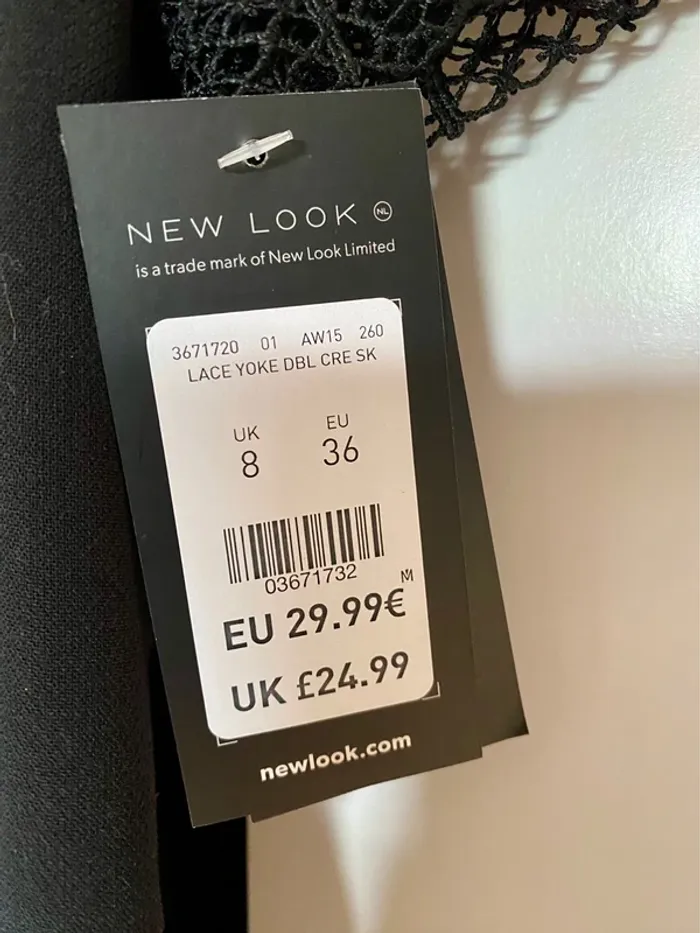 NEW LOOK NL
is a trade mark of New Look Limited
3671720 01 AW15 260
LACE YOKE DBL CRE SK
UK EU
8 36
03671732 M
EU 29.99€
UK £24.99
newlook.com